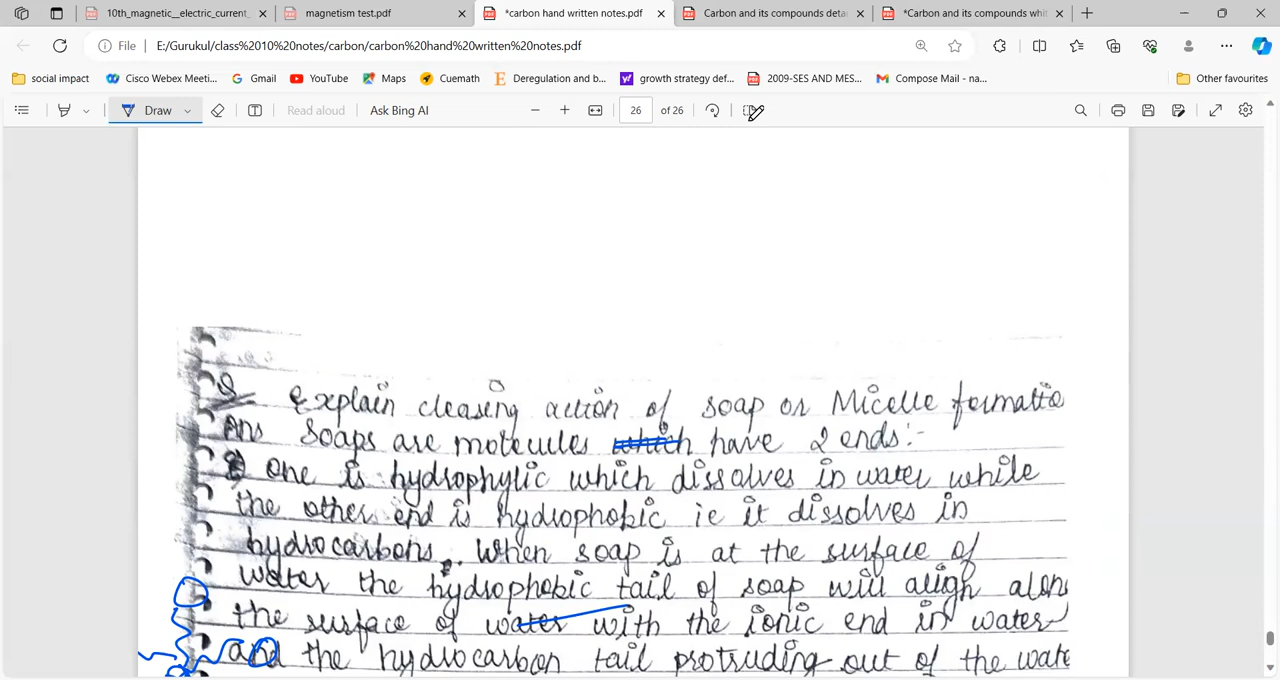 10th_magnetic__electric_current_
magnetism test.pdf
*carbon hand written notes.pdf
Carbon and its compounds deta
*Carbon and its compounds whi
File
E:/Gurukul/class%2010%20notes/carbon/carbon%20hand%20written%20notes.pdf
social impact
Cisco Webex Meeti...
Gmail
YouTube
Maps
Cuemath
Deregulation and b...
growth strategy def...
2009-SES AND MES...
Compose Mail - na...
Other favourites
Draw
Read aloud
Ask Bing AI
26 of 26
Q Explain cleasing action of soap or Micelle formatio
Ans Soaps are molecules which have 2 ends:-
one is hydrophylic which dissolves in water while
the other end is hydrophobic ie it dissolves in
hydrocarbons. When soap is at the surface of
water the hydrophobic tail of soap will align alon
the surface of water with the ionic end in water
and the hydrocarbon tail protruding out of the wate